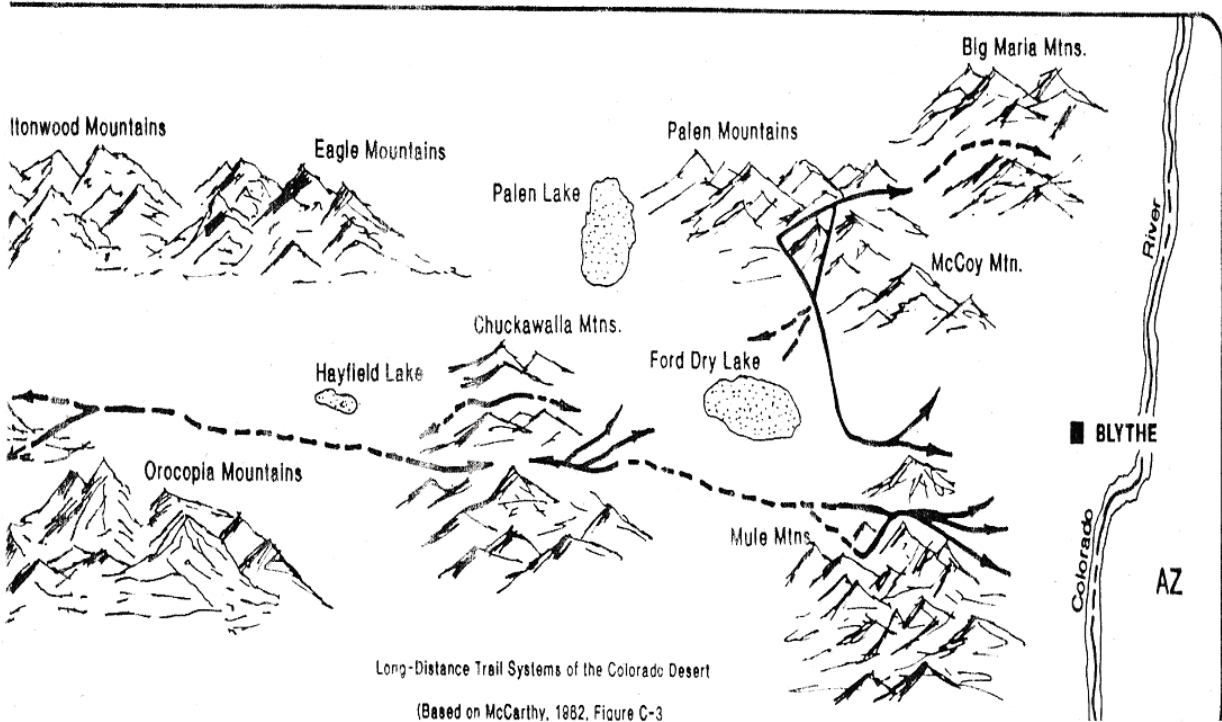 Big Maria Mtns.
ltonwood Mountains
Eagle Mountains
Palen Mountains
Palen Lake
River
McCoy Mtn.
Chuckawalla Mtns.
Hayfield Lake
Ford Dry Lake
BLYTHE
Orocopia Mountains
Mule Mtns.
Colorado
AZ
Long-Distance Trail Systems of the Colorado Desert
(Based on McCarthy, 1982, Figure C-3